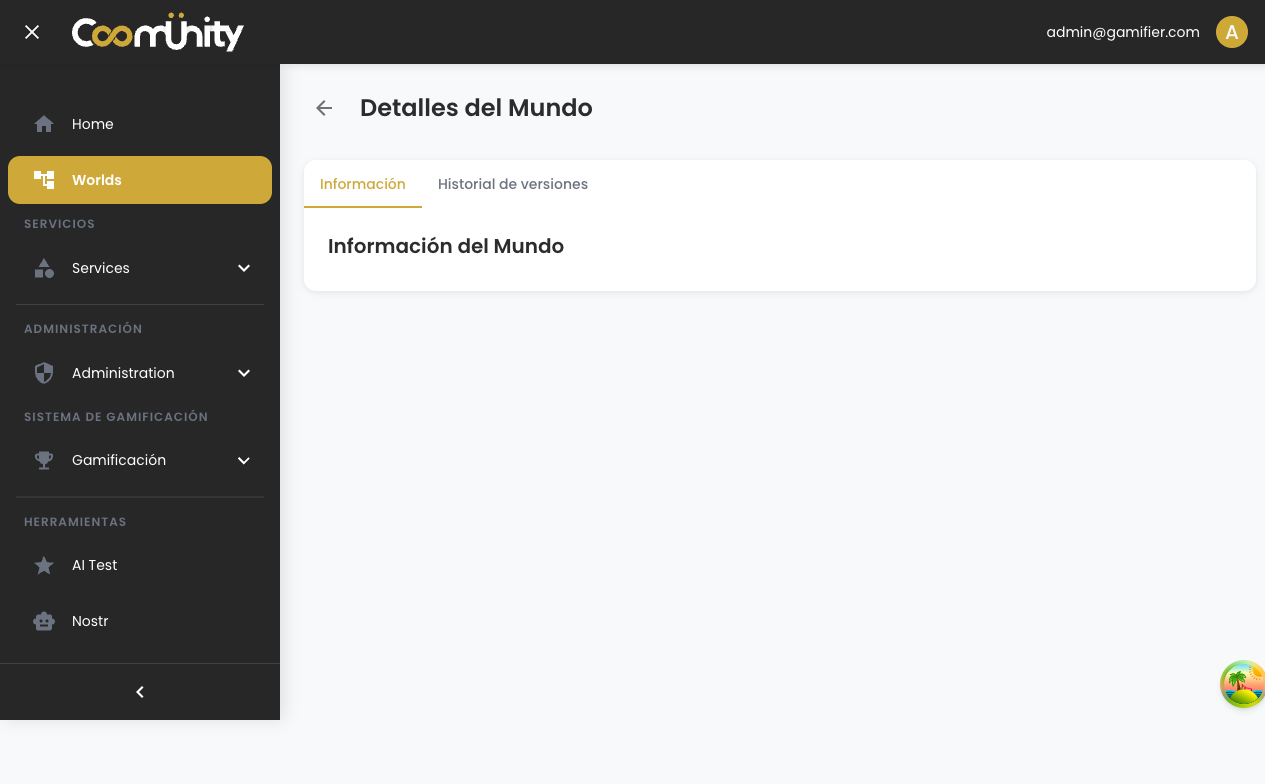 Coomünity
admin@gamifier.com
A
Detalles del Mundo
Home
Worlds
Información
Historial de versiones
SERVICIOS
Información del Mundo
Services
ADMINISTRACIÓN
Administration
SISTEMA DE GAMIFICACIÓN
Gamificación
HERRAMIENTAS
AI Test
Nostr